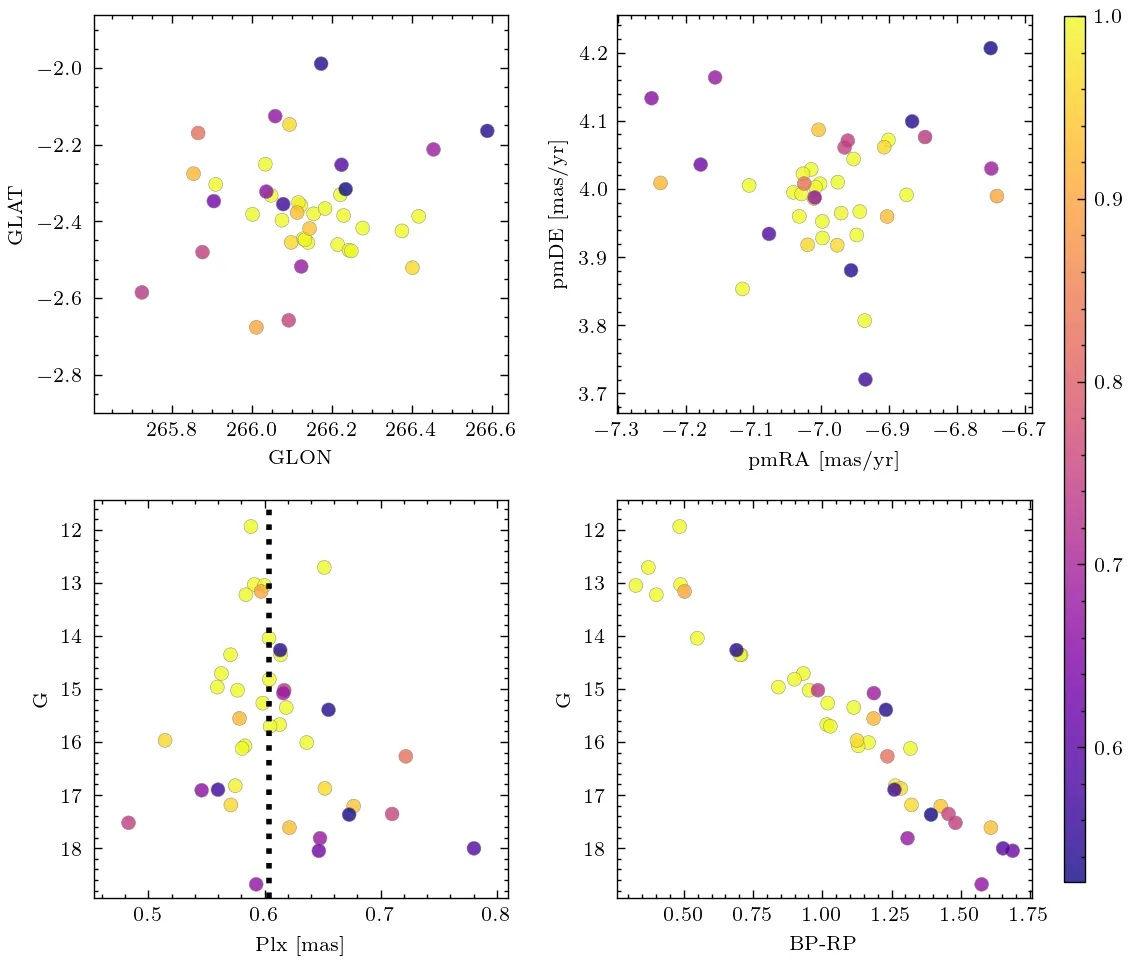 −2.0
−2.2
−2.4
−2.6
−2.8
GLAT
265.8 266.0 266.2 266.4 266.6
GLON
4.2
4.1
4.0
3.9
3.8
3.7
pmDE [mas/yr]
−7.3 −7.2 −7.1 −7.0 −6.9 −6.8 −6.7
pmRA [mas/yr]
12
13
14
15
16
17
18
G
0.5 0.6 0.7 0.8
Plx [mas]
12
13
14
15
16
17
18
G
0.50 0.75 1.00 1.25 1.50 1.75
BP-RP
1.0
0.9
0.8
0.7
0.6